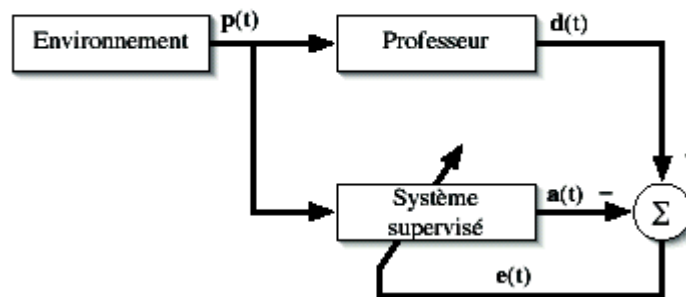 Environnement
p(t)
Professeur
d(t)
Système
supervisé
a(t)
−
Σ
e(t)